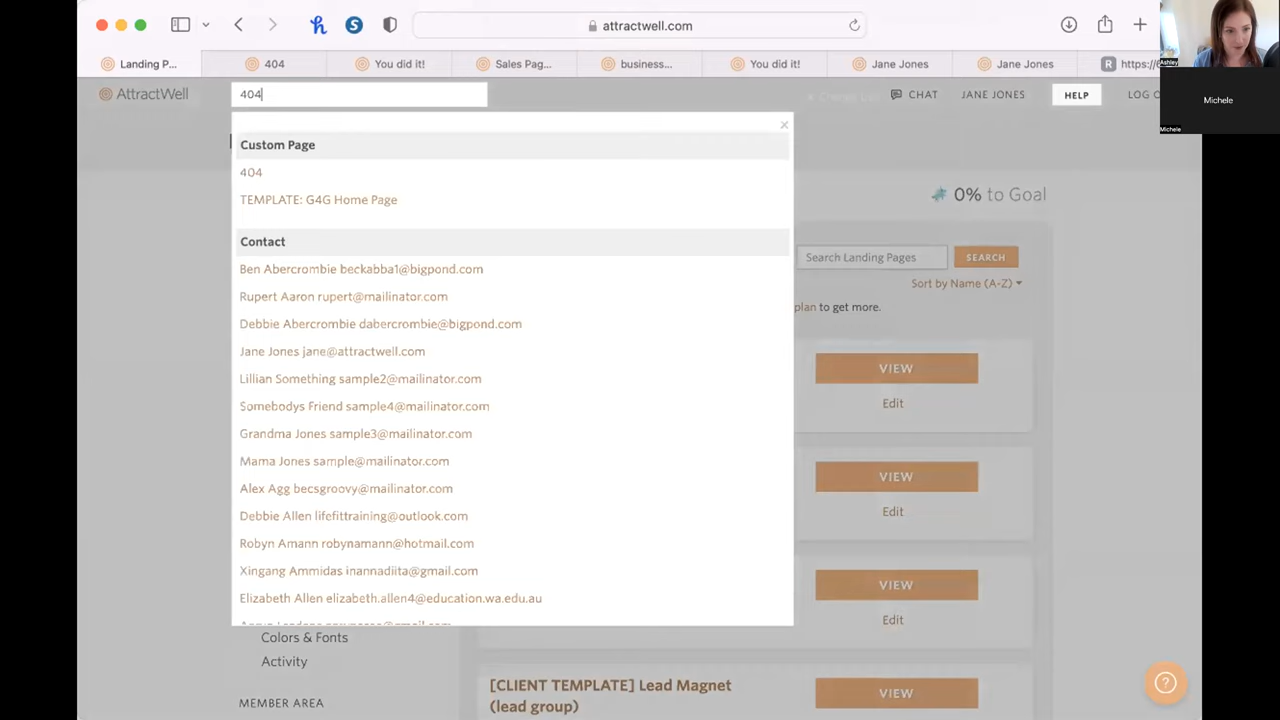 attractwell.com
Landing P...
404
You did it!
Sales Pag...
business...
You did it!
Jane Jones
Jane Jones
Ashley
Michele
Michele
AttractWell
404
CHAT
JANE JONES
HELP
LOG O
×
Custom Page
404
TEMPLATE: G4G Home Page
Contact
Ben Abercrombie beckabba1@bigpond.com
Rupert Aaron rupert@mailinator.com
Debbie Abercrombie dabercrombie@bigpond.com
Jane Jones jane@attractwell.com
Lillian Something sample2@mailinator.com
Somebodys Friend sample4@mailinator.com
Grandma Jones sample3@mailinator.com
Mama Jones sample@mailinator.com
Alex Agg becsgroovy@mailinator.com
Debbie Allen lifefittraining@outlook.com
Robyn Amann robynamann@hotmail.com
Xingang Ammidas inannadiita@gmail.com
Elizabeth Allen elizabeth.allen4@education.wa.edu.au
0% to Goal
Search Landing Pages
SEARCH
Sort by Name (A-Z)
plan to get more.
VIEW
Edit
VIEW
Edit
VIEW
Edit
Colors & Fonts
Activity
MEMBER AREA
[CLIENT TEMPLATE] Lead Magnet
(lead group)
VIEW
?